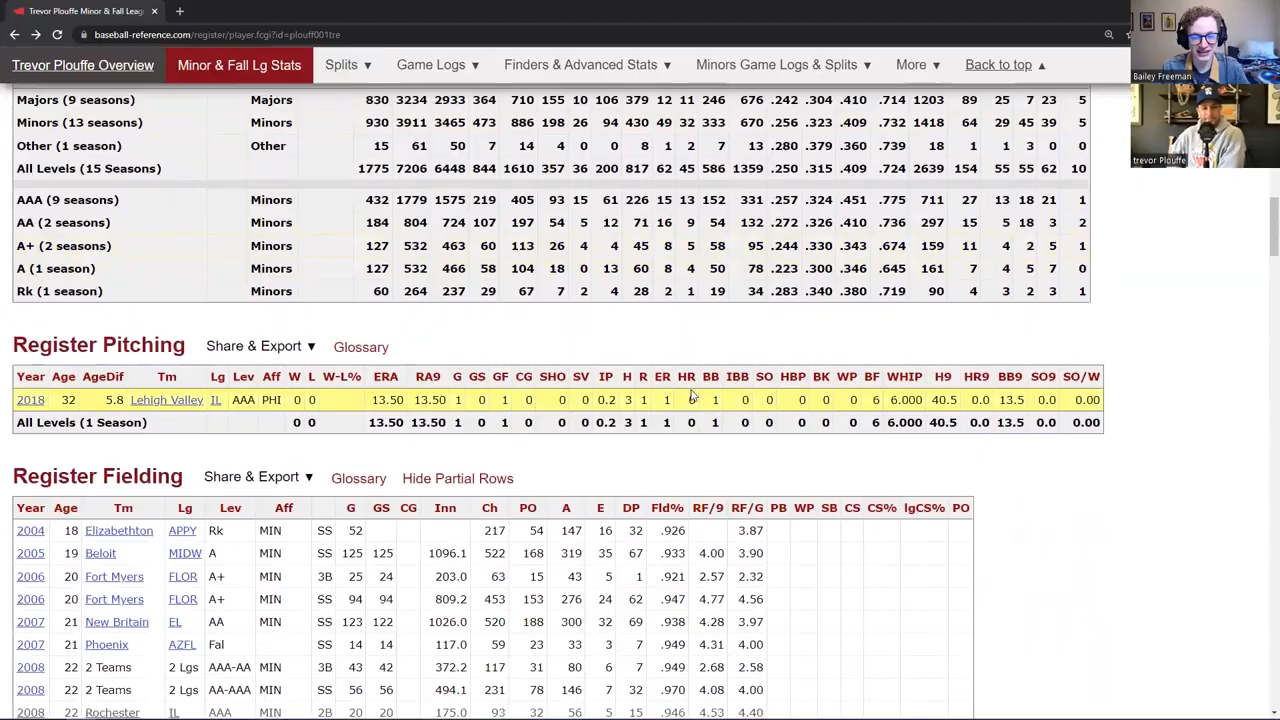 Trevor Plouffe Minor & Fall Leag
baseball-reference.com/register/player.fcgi?id=plouff001tre
Trevor Plouffe Overview Minor & Fall Lg Stats Splits ▼ Game Logs ▼ Finders & Advanced Stats ▼ Minors Game Logs & Splits ▼ More ▼ Back to top ▲
Bailey Freeman
trevor Plouffe
Majors (9 seasons) Majors 830 3234 2933 364 710 155 10 106 379 12 11 246 676 .242 .304 .410 .714 1203 89 25 7 23 5
Minors (13 seasons) Minors 930 3911 3465 473 886 198 26 94 430 49 32 333 670 .256 .323 .409 .732 1418 64 29 45 39 5
Other (1 season) Other 15 61 50 7 14 4 0 0 8 1 2 7 13 .280 .379 .360 .739 18 1 1 3 0 0
All Levels (15 Seasons) 1775 7206 6448 844 1610 357 36 200 817 62 45 586 1359 .250 .315 .409 .724 2639 154 55 55 62 10
AAA (9 seasons) Minors 432 1779 1575 219 405 93 15 61 226 15 13 152 331 .257 .324 .451 .775 711 27 13 18 21 1
AA (2 seasons) Minors 184 804 724 107 197 54 5 12 71 16 9 54 132 .272 .326 .410 .736 297 15 5 18 3 2
A+ (2 seasons) Minors 127 532 463 60 113 26 4 4 45 8 5 58 95 .244 .330 .343 .674 159 11 4 2 5 1
A (1 season) Minors 127 532 466 58 104 18 0 13 60 8 4 50 78 .223 .300 .346 .645 161 7 4 5 7 0
Rk (1 season) Minors 60 264 237 29 67 7 2 4 28 2 1 19 34 .283 .340 .380 .719 90 4 3 2 3 1
Register Pitching Share & Export ▼ Glossary
Year Age AgeDif Tm Lg Lev Aff W L W-L% ERA RA9 G GS GF CG SHO SV IP H R ER HR BB IBB SO HBP BK WP BF WHIP H9 HR9 BB9 SO9 SO/W
2018 32 5.8 Lehigh Valley IL AAA PHI 0 0 13.50 13.50 1 0 1 0 0 0 0.2 3 1 1 0 1 0 0 0 0 0 6 6.000 40.5 0.0 13.5 0.0 0.00
All Levels (1 Season) 0 0 13.50 13.50 1 0 1 0 0 0 0.2 3 1 1 0 1 0 0 0 0 0 6 6.000 40.5 0.0 13.5 0.0 0.00
Register Fielding Share & Export ▼ Glossary Hide Partial Rows
Year Age Tm Lg Lev Aff G GS CG Inn Ch PO A E DP Fld% RF/9 RF/G PB WP SB CS CS% lgCS% PO
2004 18 Elizabethton APPY Rk MIN SS 52 217 54 147 16 32 .926 3.87
2005 19 Beloit MIDW A MIN SS 125 125 1096.1 522 168 319 35 67 .933 4.00 3.90
2006 20 Fort Myers FLOR A+ MIN 3B 25 24 203.0 63 15 43 5 1 .921 2.57 2.32
2006 20 Fort Myers FLOR A+ MIN SS 94 94 809.2 453 153 276 24 62 .947 4.77 4.56
2007 21 New Britain EL AA MIN SS 123 122 1026.0 520 188 300 32 69 .938 4.28 3.97
2007 21 Phoenix AZFL Fal SS 14 14 117.0 59 23 33 3 7 .949 4.31 4.00
2008 22 2 Teams 2 Lgs AAA-AA MIN 3B 43 42 372.2 117 31 80 6 7 .949 2.68 2.58
2008 22 2 Teams 2 Lgs AA-AAA MIN SS 56 56 494.1 231 78 146 7 32 .970 4.08 4.00
2008 22 Rochester IL AAA MIN 2B 20 20 175.0 93 32 56 5 15 .946 4.53 4.40